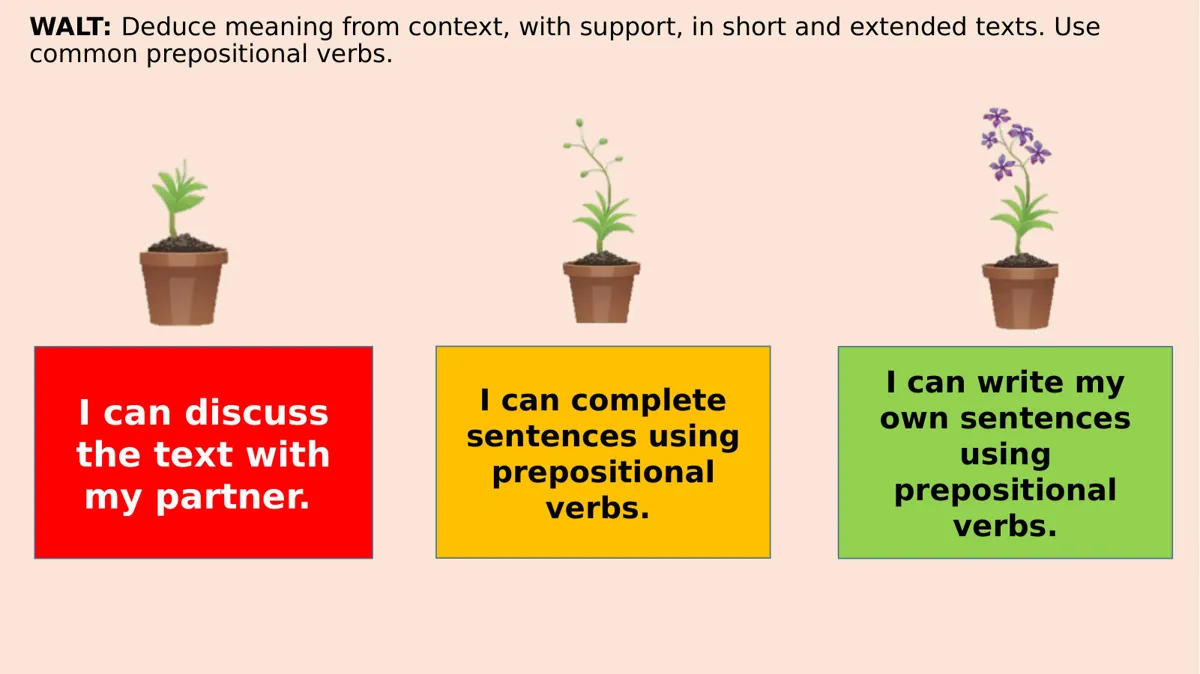 WALT: Deduce meaning from context, with support, in short and extended texts. Use
common prepositional verbs.
I can discuss
the text with
my partner.
I can complete
sentences using
prepositional
verbs.
I can write my
own sentences
using
prepositional
verbs.